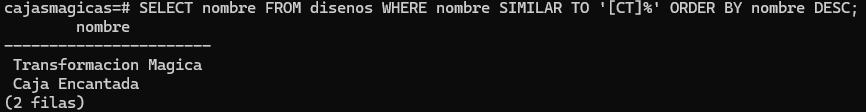 cajasmagicas=# SELECT nombre FROM disenos WHERE nombre SIMILAR TO '[CT]%' ORDER BY nombre DESC;
nombre
-----------------------
Transformacion Magica
Caja Encantada
(2 filas)